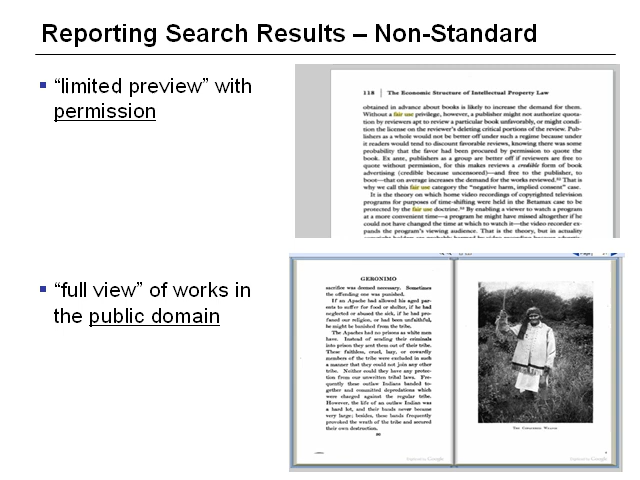 Reporting Search Results – Non-Standard
▪ “limited preview” with
permission
118 | The Economic Structure of Intellectual Property Law
obtained in advance about books is likely to increase the demand for them.
Without a fair use privilege, however, a publisher might not authorize quota-
tion by reviewers apt to review a particular book unfavorably, or might condi-
tion the license on the reviewer's deleting critical portions of the review. Pub-
lishers as a whole would not be better off under such a regime because under
it readers would tend to discount favorable reviews, knowing there was some
probability that the favor had been procured by permission to quote the
book. Ex ante, publishers as a group are better off if reviewers are free to
quote without permission, for this makes reviews a credible form of book
advertising (credible because uncensored)—and free to the publisher, to
boot—that on average increases the demand for the works reviewed. That is
why we call this fair use category the “negative harm, implied consent” case.
It is the theory on which home video recordings of copyrighted television
programs for purposes of time-shifting were held in the Betamax case to be
protected by the fair use doctrine. By enabling a viewer to watch a program
at a more convenient time—a program he might have missed altogether if he
could not have changed the time at which to watch it—the video recorder ex-
pands the program's viewing audience. That is the theory, but in actuality
▪ “full view” of works in
the public domain
GERONIMO
sacrifice was deemed necessary. Sometimes
the offending one was punished.
If an Apache had allowed his aged par-
ents to suffer for food or shelter, if he had
neglected or abused the sick, if he had pro-
faned our religion, or had been unfaithful,
he might be banished from the tribe.
The Apaches had no prisons as white men
have. Instead of sending their criminals
into prison they sent them out of their tribe.
These faithless, cruel, lazy, or cowardly
members of the tribe were excluded in such
a manner that they could not join any other
tribe. Neither could they have any protec-
tion from our unwritten tribal laws. Fre-
quently these outlaw Indians banded to-
gether and committed depredations which
were charged against the regular tribe.
However, the life of an outlaw Indian was
a hard lot, and their bands never became
very large; besides, these bands frequently
provoked the wrath of the tribe and secured
their own destruction.